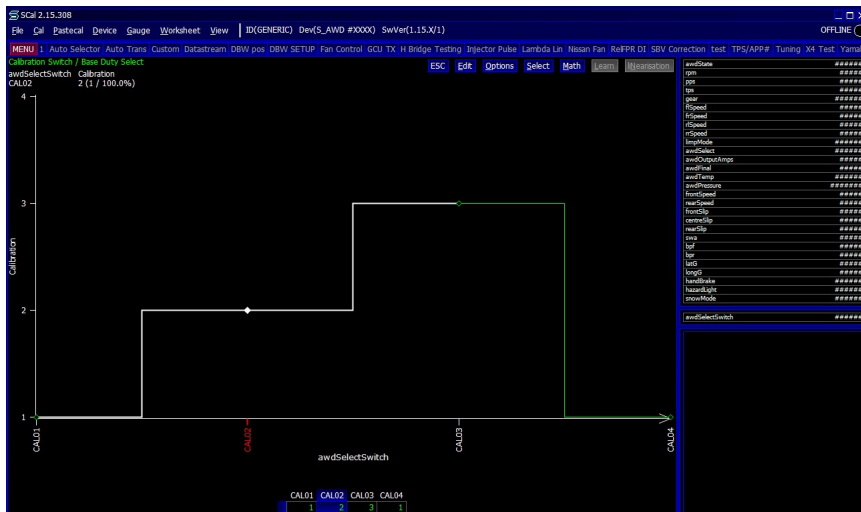 SCal 2.15.308
File Cal Pastecal Device Gauge Worksheet View ID(GENERIC) Dev(S_AWD #XXXX) SwVer(1.15.X/1) OFFLINE
MENU 1 Auto Selector Auto Trans Custom Datastream DBW pos DBW SETUP Fan Control GCU TX H Bridge Testing Injector Pulse Lambda Lin Nissan Fan RelFPR DI SBV Correction test TPS/APP# Tuning X4 Test Yama
Calibration Switch / Base Duty Select
ESC Edit Options Select Math Learn liNearisation
awdSelectSwitch Calibration
CAL02 2 (1 / 100.0%)
4
3
2
1
Calibration
CAL01 CAL02 CAL03 CAL04
awdSelectSwitch
CAL01 CAL02 CAL03 CAL04
1 2 3 1
awdState ######
rpm #####
pps #####
tps #####
gear ######
flSpeed #####
frSpeed #####
rlSpeed #####
rrSpeed #####
limpMode ######
awdSelect ######
awdOutputAmps #####
awdFinal #####
awdTemp ######
awdPressure #######
frontSpeed #####
rearSpeed #####
frontSlip #####
centreSlip #####
rearSlip #####
swa ######
bpf #####
bpr #####
latG #####
longG #####
handBrake ######
hazardLight ######
snowMode ######
awdSelectSwitch ######